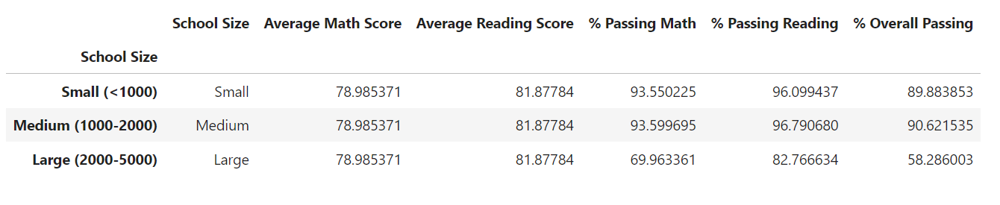 School Size Average Math Score Average Reading Score % Passing Math % Passing Reading % Overall Passing
School Size
Small (<1000) Small 78.985371 81.87784 93.550225 96.099437 89.883853
Medium (1000-2000) Medium 78.985371 81.87784 93.599695 96.790680 90.621535
Large (2000-5000) Large 78.985371 81.87784 69.963361 82.766634 58.286003